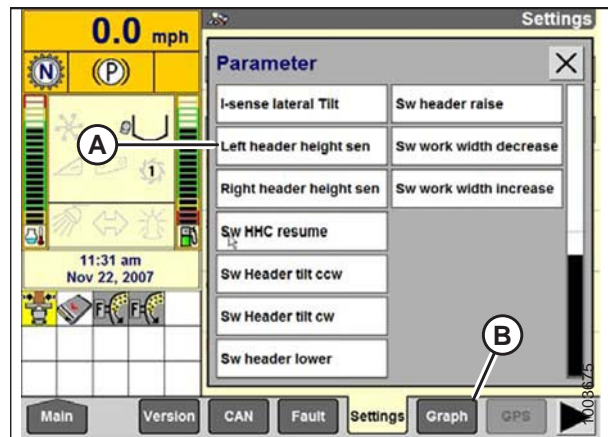 0.0 mph
Settings
N
(P)
Parameter
X
I-sense lateral Tilt
Sw header raise
A
Left header height sen
Sw work width decrease
Right header height sen
Sw work width increase
1
Sw HHC resume
11:31 am
Nov 22, 2007
Sw Header tilt ccw
Sw Header tilt cw
F
F
B
Sw header lower
Main
Version
CAN
Fault
Settings
Graph
GPS
1003675